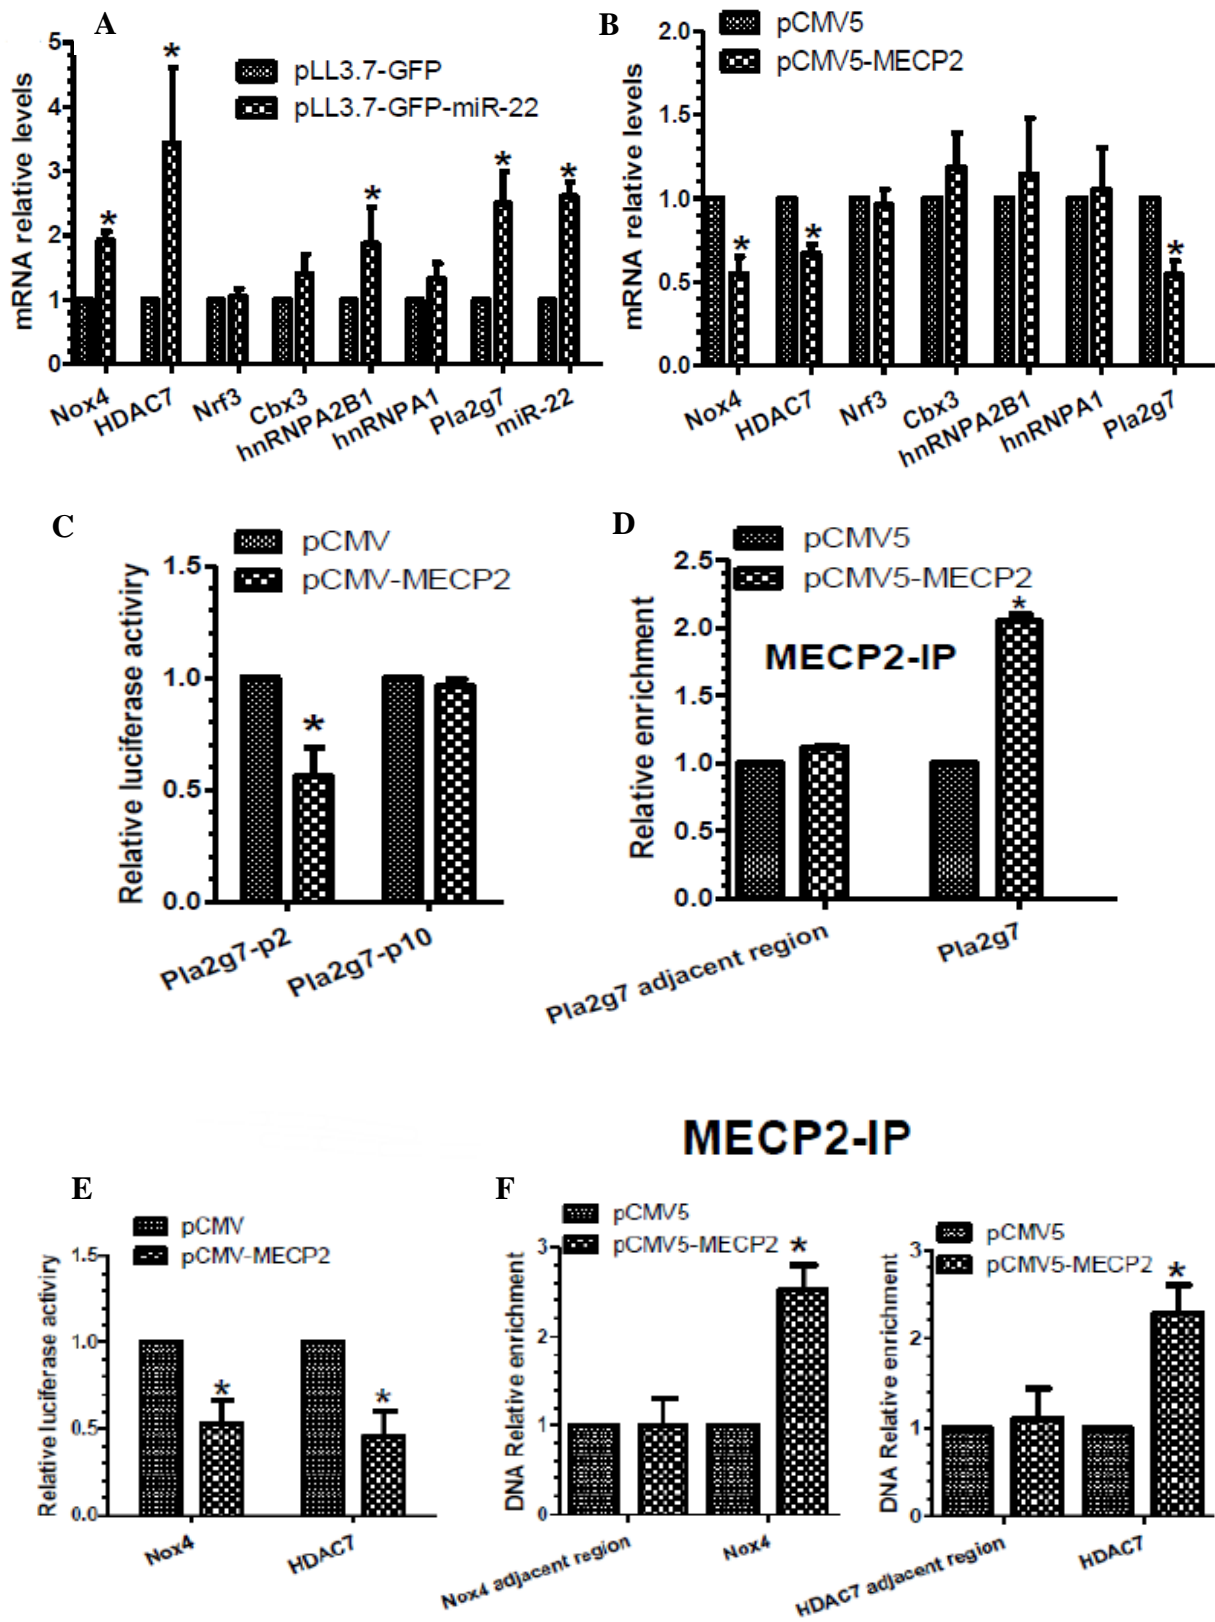 A
mRNA relative levels
5
4
3
2
1
0
pLL3.7-GFP
pLL3.7-GFP-miR-22
*
*
*
*
*
Nox4
HDAC7
Nrf3
Cbx3
hnRNPA2B1
hnRNPA1
Pla2g7
miR-22
B
mRNA relative levels
2.0
1.5
1.0
0.5
0.0
pCMV5
pCMV5-MECP2
*
*
*
Nox4
HDAC7
Nrf3
Cbx3
hnRNPA2B1
hnRNPA1
Pla2g7
C
pCMV
pCMV-MECP2
Relative luciferase activiry
1.5
1.0
0.5
0.0
*
Pla2g7-p2
Pla2g7-p10
D
pCMV5
pCMV5-MECP2
MECP2-IP
Relative enrichment
2.5
2.0
1.5
1.0
0.5
0.0
*
Pla2g7 adjacent region
Pla2g7
MECP2-IP
E
pCMV
pCMV-MECP2
Relative luciferase activiry
1.5
1.0
0.5
0.0
*
*
Nox4
HDAC7
F
pCMV5
pCMV5-MECP2
DNA Relative enrichment
3
2
1
0
*
Nox4 adjacent region
Nox4
pCMV5
pCMV5-MECP2
DNA Relative enrichment
3
2
1
0
*
HDAC7 adjacent region
HDAC7